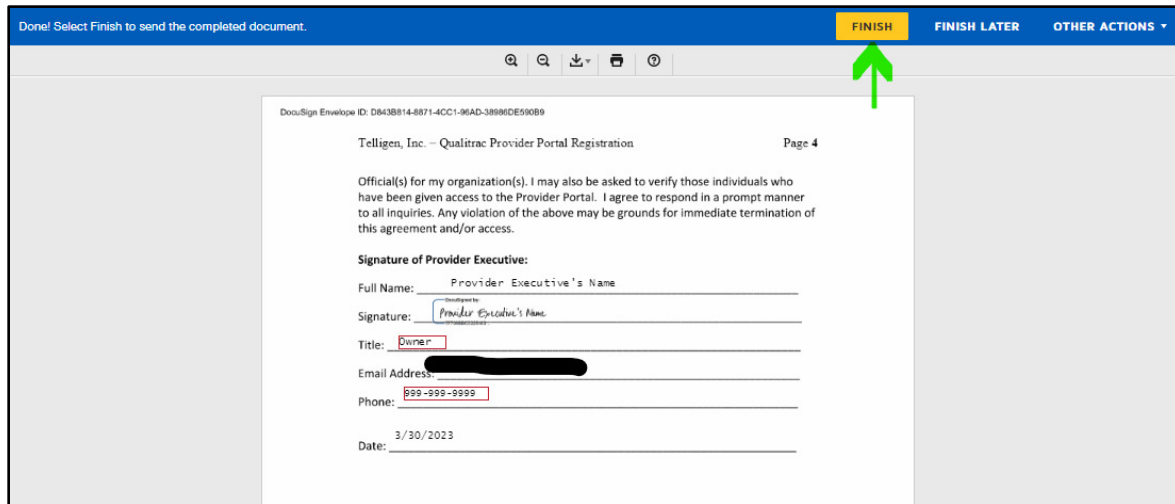 Done! Select Finish to send the completed document.
FINISH
FINISH LATER
OTHER ACTIONS
DocuSign Envelope ID: D843B814-8871-4CC1-96AD-38986DE590B9
Telligen, Inc. – Qualitrac Provider Portal Registration
Page 4
Official(s) for my organization(s). I may also be asked to verify those individuals who
have been given access to the Provider Portal.  I agree to respond in a prompt manner
to all inquiries. Any violation of the above may be grounds for immediate termination of
this agreement and/or access.
Signature of Provider Executive:
Full Name: Provider Executive's Name
DocuSigned by:
Signature: Provider Executive's Name
Title: Owner
Email Address:
Phone: 999-999-9999
Date: 3/30/2023